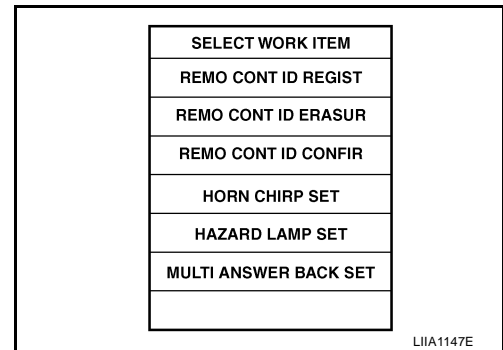 SELECT WORK ITEM
REMO CONT ID REGIST
REMO CONT ID ERASUR
REMO CONT ID CONFIR
HORN CHIRP SET
HAZARD LAMP SET
MULTI ANSWER BACK SET
LIIA1147E